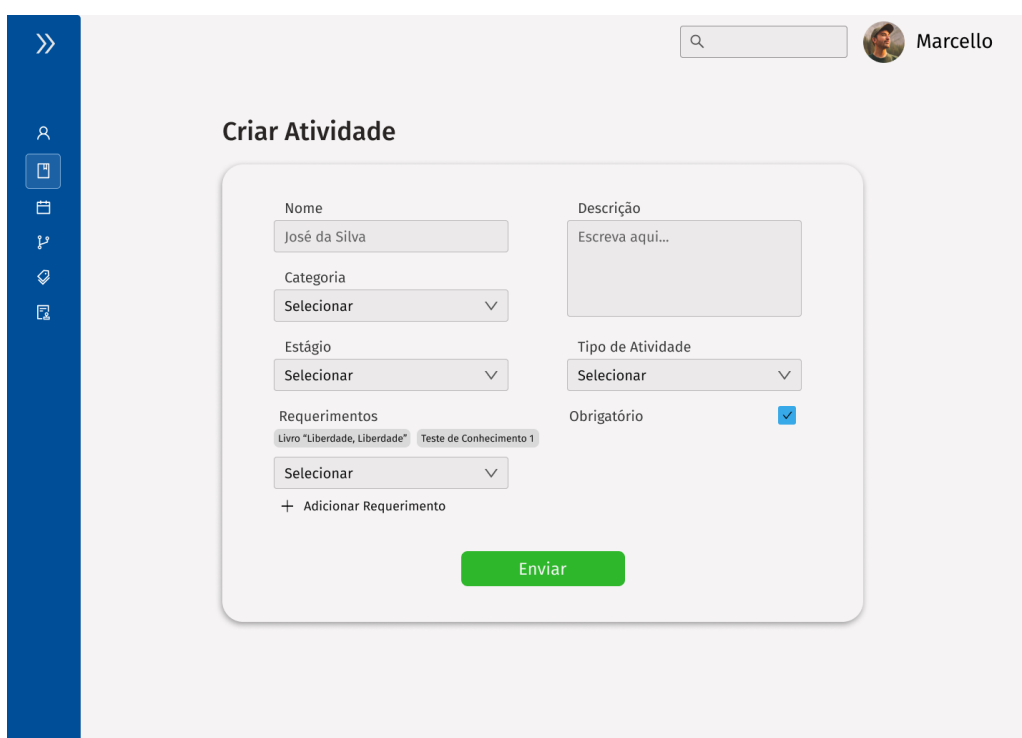 Marcello
Criar Atividade
Nome
José da Silva
Categoria
Selecionar
Estágio
Selecionar
Requerimentos
Livro "Liberdade, Liberdade" Teste de Conhecimento 1
Selecionar
Adicionar Requerimento
Descrição
Escreva aqui...
Tipo de Atividade
Selecionar
Obrigatório
Enviar